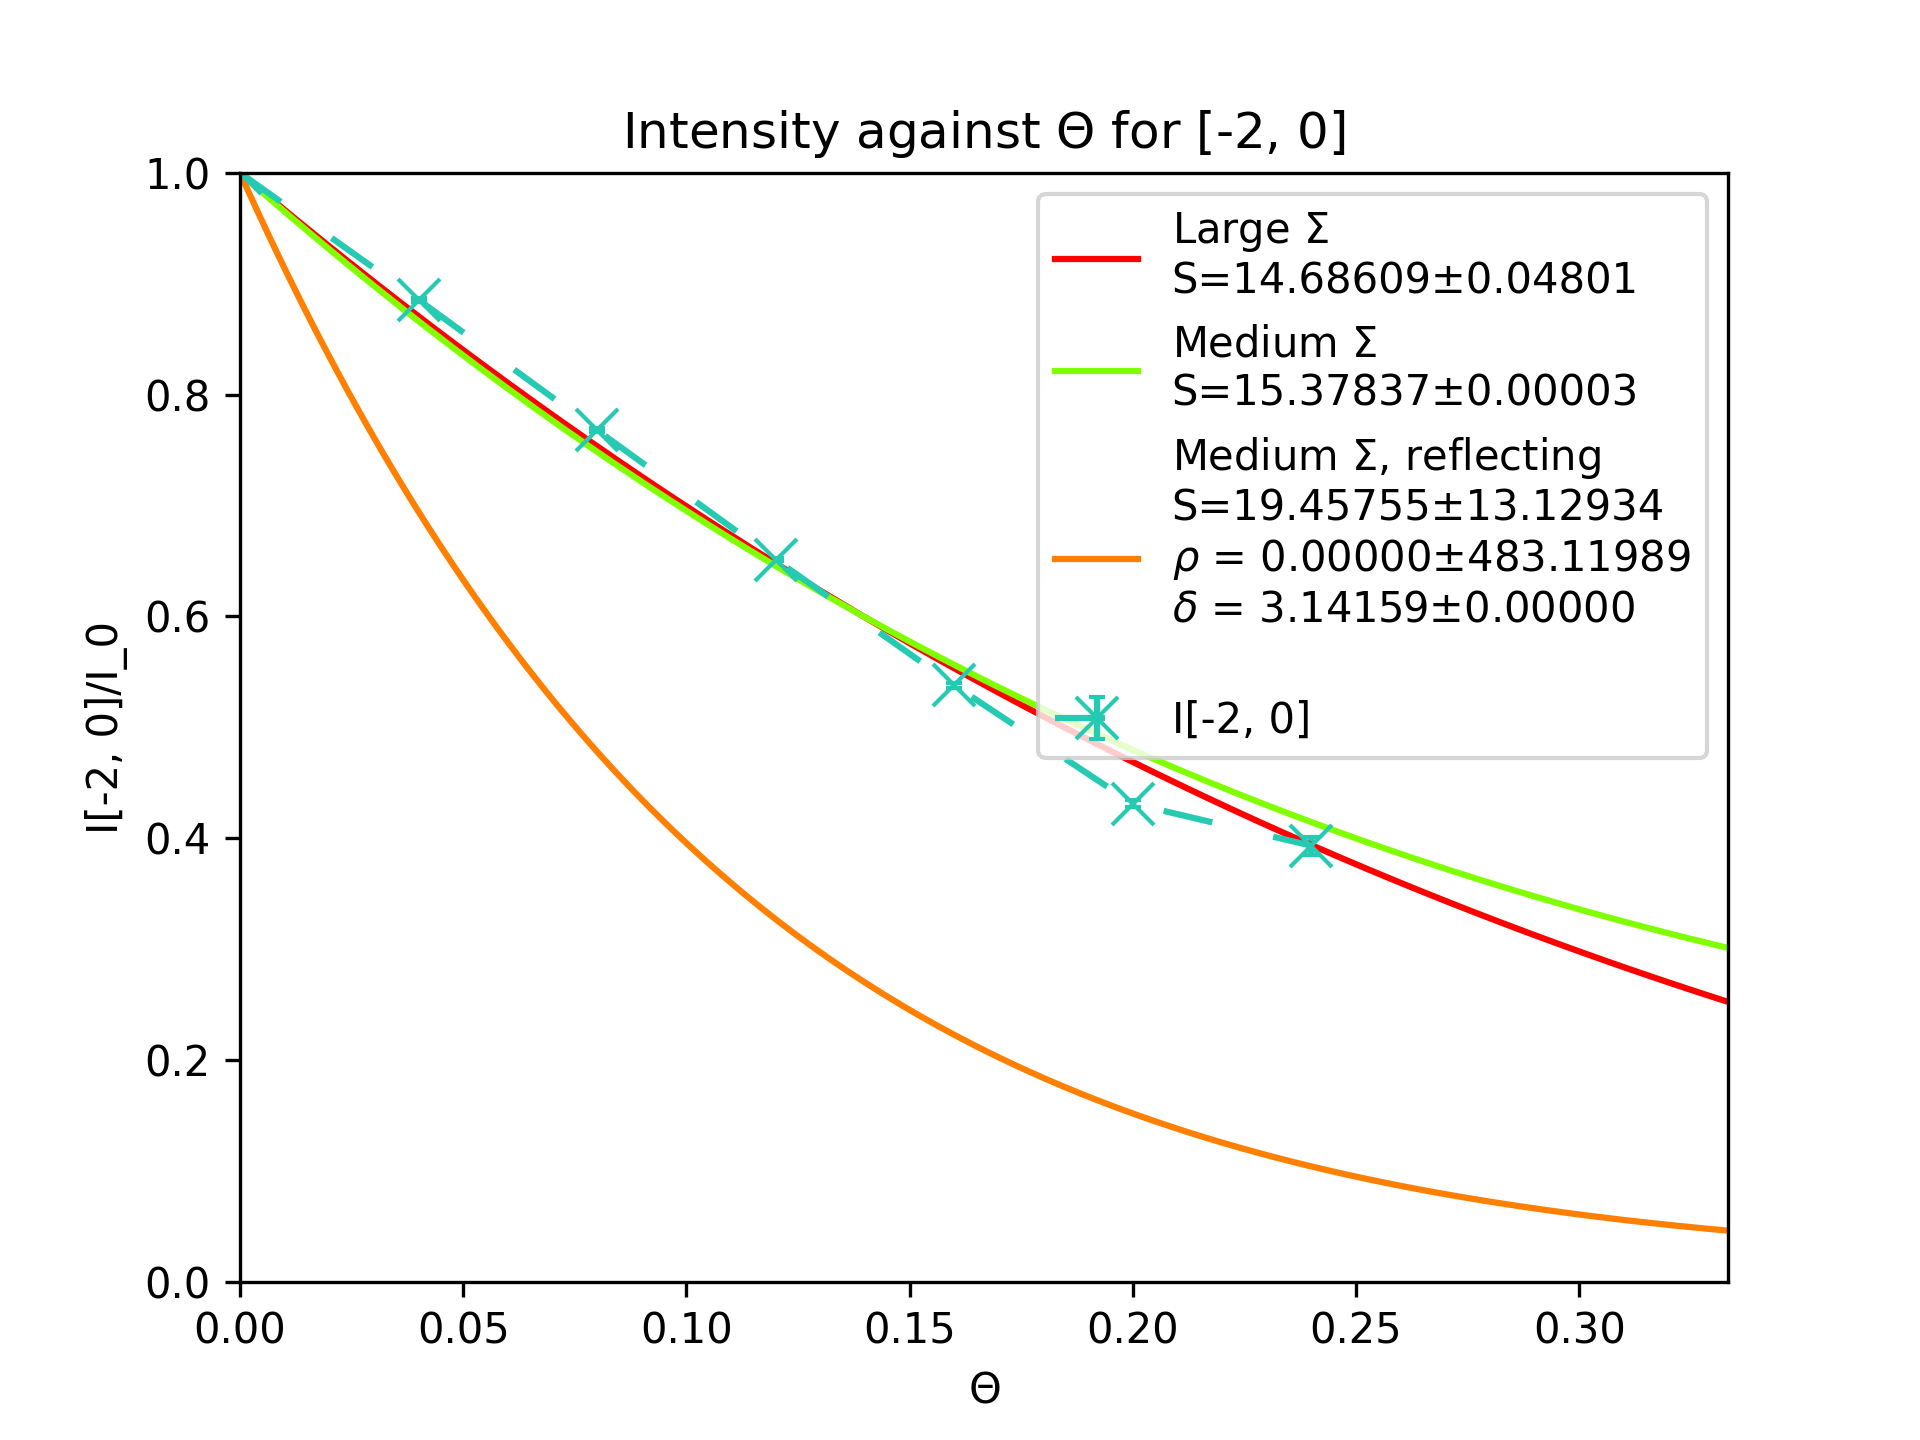 Intensity against Θ for [-2, 0]
I[-2, 0]/I_0
1.0
0.8
0.6
0.4
0.2
0.0
Large Σ
S=14.68609±0.04801
Medium Σ
S=15.37837±0.00003
Medium Σ, reflecting
S=19.45755±13.12934
ρ = 0.00000±483.11989
δ = 3.14159±0.00000
I[-2, 0]
0.00 0.05 0.10 0.15 0.20 0.25 0.30
Θ